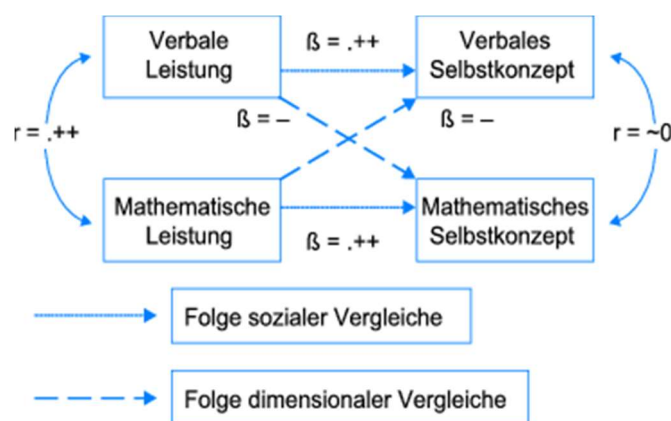 Verbale
Leistung
ß = .++
Verbales
Selbstkonzept
ß = –
ß = –
r = .++
r = ~0
Mathematische
Leistung
ß = .++
Mathematisches
Selbstkonzept
Folge sozialer Vergleiche
Folge dimensionaler Vergleiche